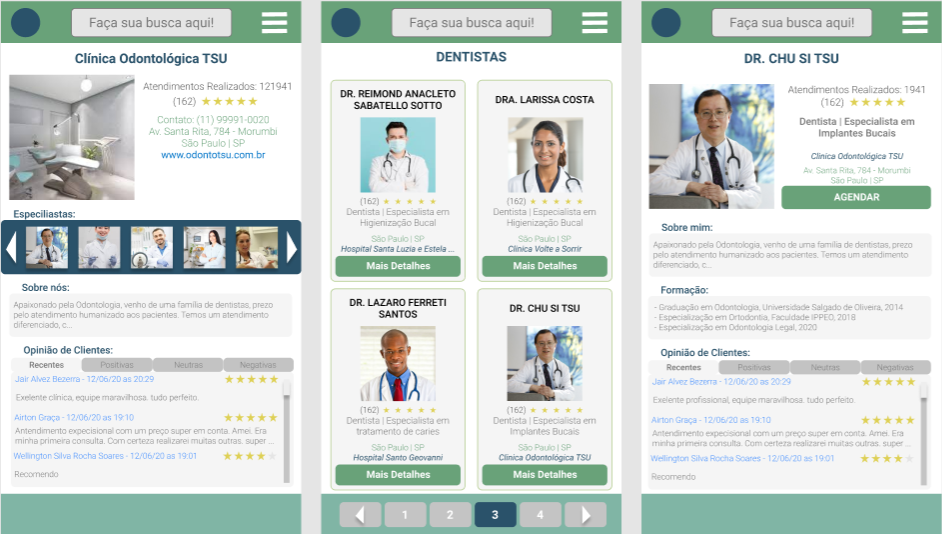 Faça sua busca aqui!
Clínica Odontológica TSU
Atendimentos Realizados: 121941
(162)
Contato: (11) 99991-0020
Av. Santa Rita, 784 - Morumbi
São Paulo | SP
www.odontotsu.com.br
Especiliastas:
Sobre nós:
Apaixonado pela Odontologia, venho de uma família de dentistas, prezo
pelo atendimento humanizado aos pacientes. Temos um atendimento
diferenciado, c...
Opinião de Clientes:
Recentes
Positivas
Neutras
Negativas
Jair Alvez Bezerra - 12/06/20 as 20:29
Exelente clínica, equipe maravilhosa. tudo perfeito.
Airton Graça - 12/06/20 às 19:10
Atendimento expecisional com um preço super em conta. Amei. Era
minha primeira consulta. Com certeza realizarei muitas outras. super ...
Wellington Silva Rocha Soares - 12/06/20 as 19:01
Recomendo
Faça sua busca aqui!
DENTISTAS
DR. REIMOND ANACLETO
SABATELLO SOTTO
(162)
Dentista | Especialista em
Higienização Bucal
São Paulo | SP
Hospital Santa Luzia e Estela ...
Mais Detalhes
DRA. LARISSA COSTA
(162)
Dentista | Especialista em
Higienização Bucal
São Paulo | SP
Clinica Volte a Sorrir
Mais Detalhes
DR. LAZARO FERRETI
SANTOS
(162)
Dentista | Especialista em
tratamento de caries
São Paulo | SP
Hospital Santo Geovanni
Mais Detalhes
DR. CHU SI TSU
(162)
Dentista | Especialista em
Implantes Bucais
São Paulo | SP
Clinica Odontológica TSU
Mais Detalhes
1
2
3
4
Faça sua busca aqui!
DR. CHU SI TSU
Atendimentos Realizados: 1941
(162)
Dentista | Especialista em
Implantes Bucais
Clinica Odontológica TSU
Av. Santa Rita, 784 - Morumbi
São Paulo | SP
AGENDAR
Sobre mim:
Apaixonado pela Odontologia, venho de uma família de dentistas, prezo
pelo atendimento humanizado aos pacientes. Temos um atendimento
diferenciado, c...
Formação:
- Graduação em Odontologia, Universidade Salgado de Oliveira, 2014
- Especialização em Ortodontia, Faculdade IPPEO, 2018
- Especialização em Odontologia Legal, 2020
Opinião de Clientes:
Recentes
Positivas
Neutras
Negativas
Jair Alvez Bezerra - 12/06/20 as 20:29
Exelente profissional, equipe maravilhosa. tudo perfeito.
Airton Graça - 12/06/20 às 19:10
Antendimento expecisional com um preço super em conta. Amei. Era
minha primeira consulta. Com certeza realizarei muitas outras. super ...
Wellington Silva Rocha Soares - 12/06/20 as 19:01
Recomendo